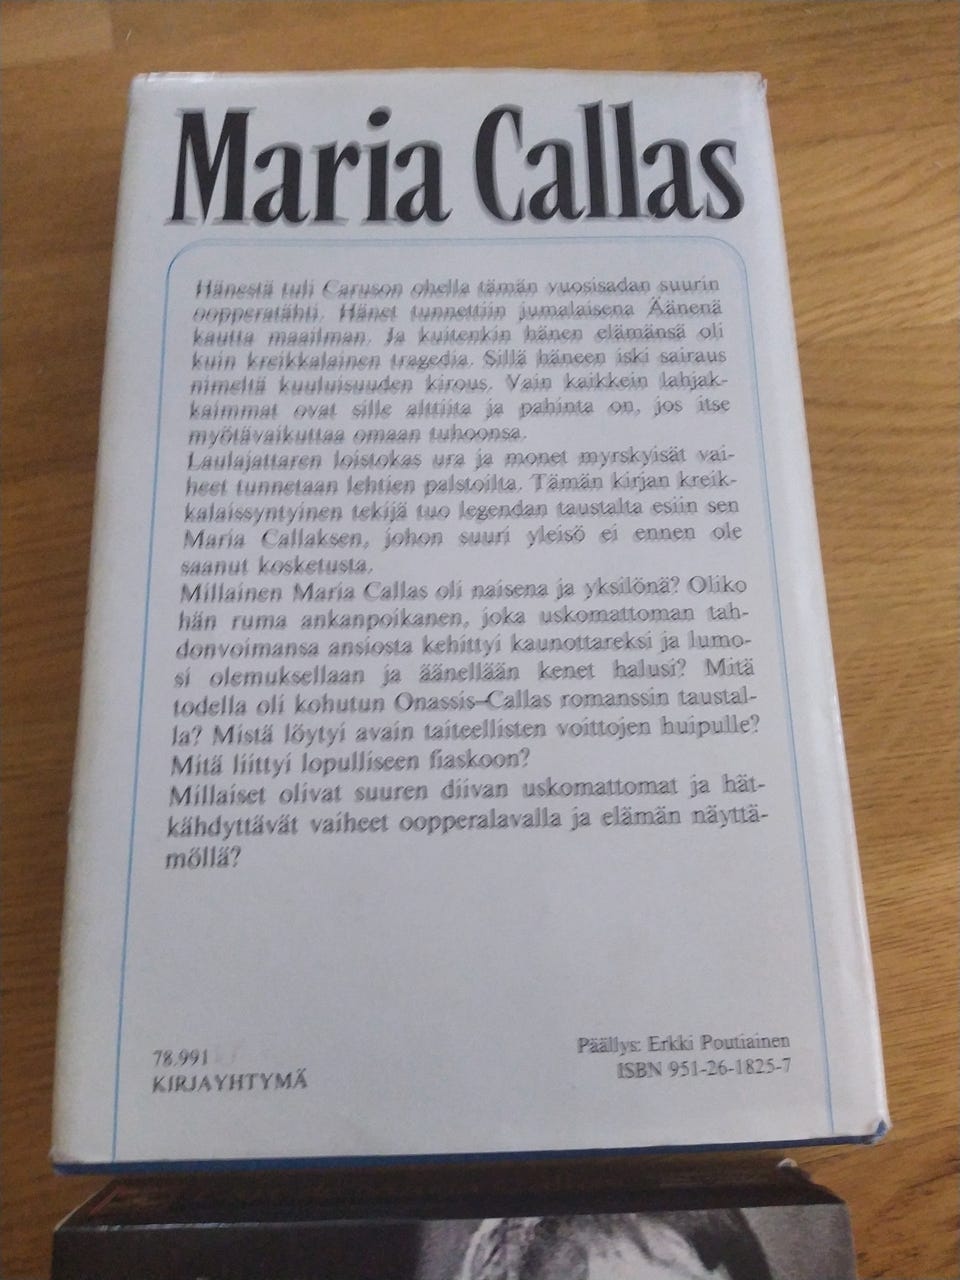 Maria Callas
Hänestä tuli Caruson ohella tämän vuosisadan suurin
oopperatähti. Hänet tunnettiin jumalaisena Äänenä
kautta maailman. Ja kuitenkin hänen elämänsä oli
kuin kreikkalainen tragedia. Sillä häneen iski sairaus
nimeltä kuuluisuuden kirous. Vain kaikkein lahjak-
kaimmat ovat sille alttiita ja pahinta on, jos itse
myötävaikuttaa omaan tuhoonsa.
Laulajattaren loistokas ura ja monet myrskyisät vai-
heet tunnetaan lehtien palstoilta. Tämän kirjan kreik-
kalaissyntyinen tekijä tuo legendan taustalta esiin sen
Maria Callaksen, johon suuri yleisö ei ennen ole
saanut kosketusta.
Millainen Maria Callas oli naisena ja yksilönä? Oliko
hän ruma ankanpoikanen, joka uskomattoman tah-
donvoimansa ansiosta kehittyi kaunottareksi ja lumo-
si olemuksellaan ja äänellään kenet halusi? Mitä
todella oli kohutun Onassis–Callas romanssin taustal-
la? Mistä löytyi avain taiteellisten voittojen huipulle?
Mitä liittyi lopulliseen fiaskoon?
Millaiset olivat suuren diivan uskomattomat ja hät-
kähdyttävät vaiheet oopperalavalla ja elämän näyttä-
möllä?
78.991
KIRJAYHTYMÄ
Päällys: Erkki Poutiainen
ISBN 951-26-1825-7